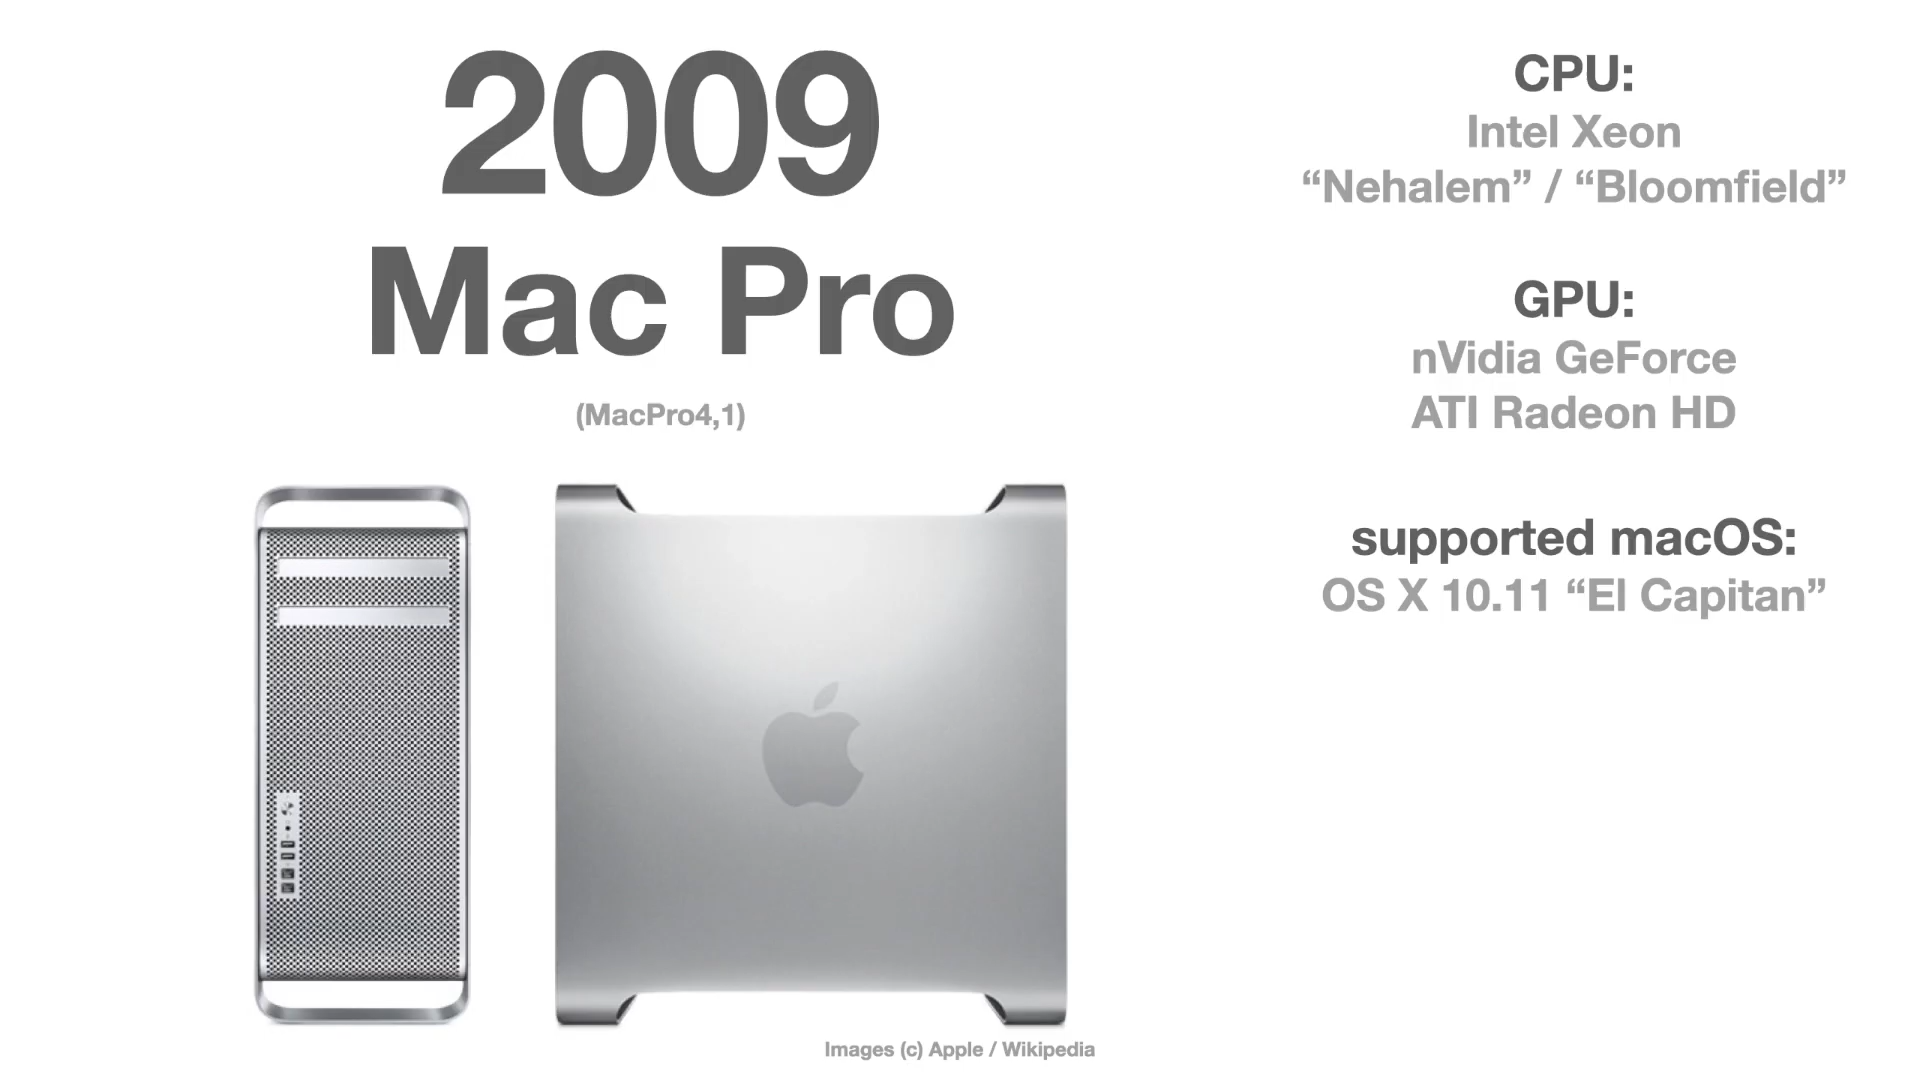 2009
Mac Pro
(MacPro4,1)
CPU:
Intel Xeon
“Nehalem” / “Bloomfield”
GPU:
nVidia GeForce
ATI Radeon HD
supported macOS:
OS X 10.11 “El Capitan”
Images (c) Apple / Wikipedia